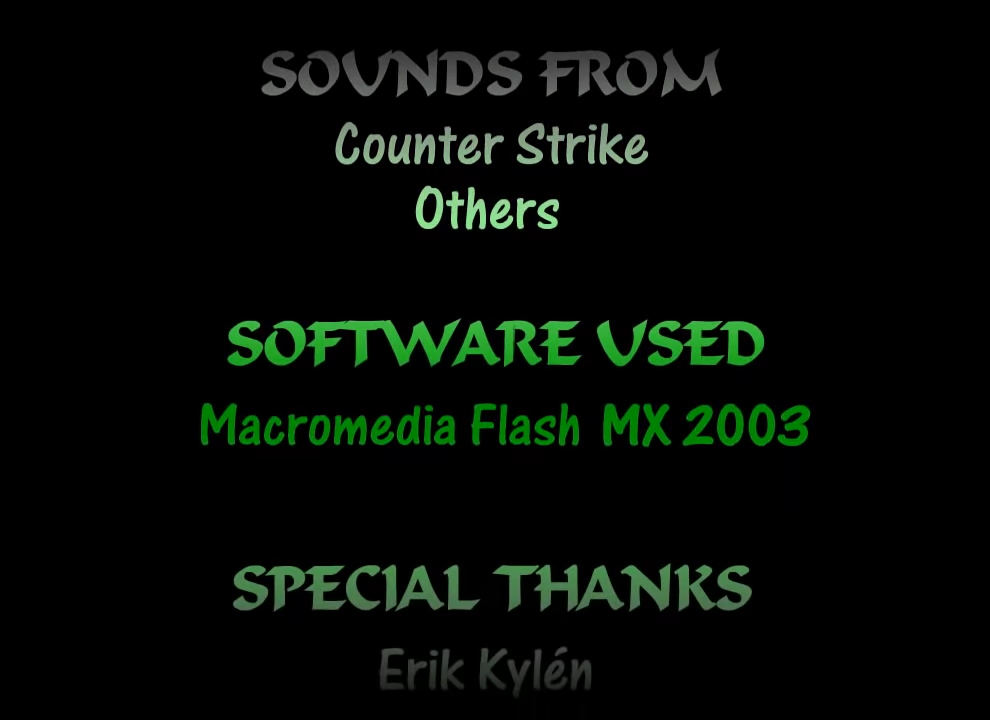 SOUNDS FROM
Counter Strike
Others
SOFTWARE USED
Macromedia Flash MX 2003
SPECIAL THANKS
Erik Kylén